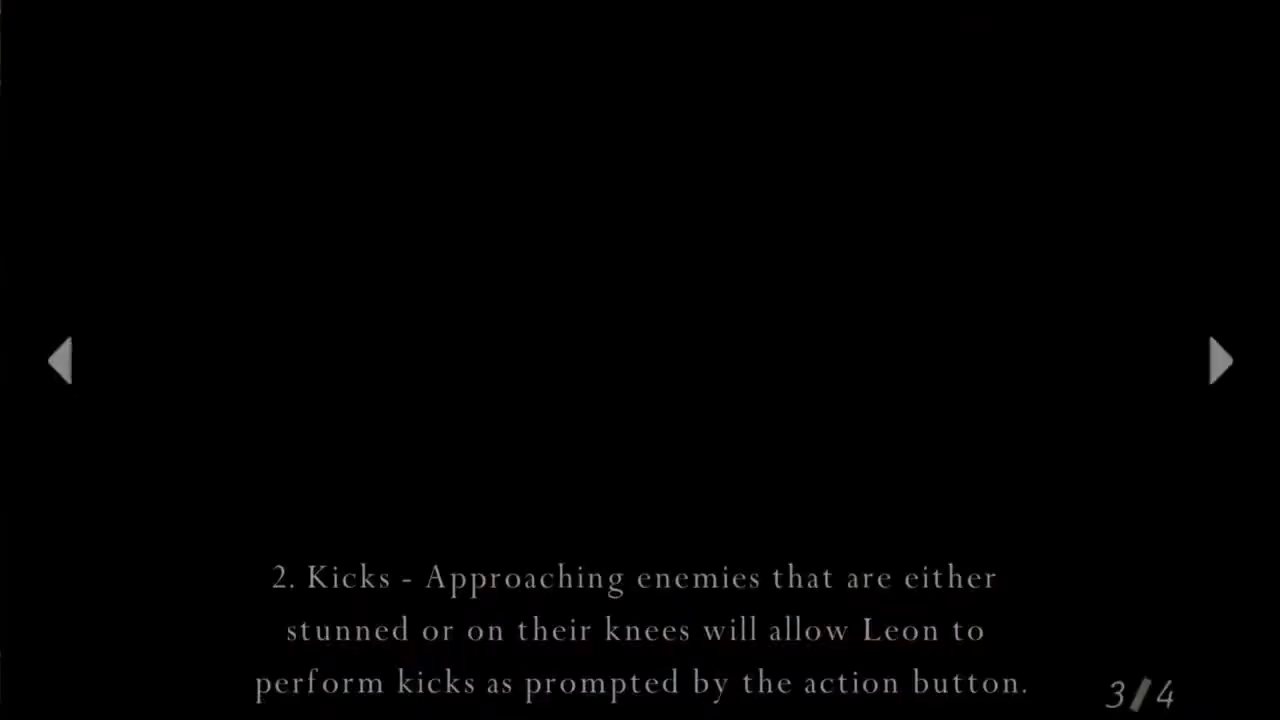 2. Kicks - Approaching enemies that are either
stunned or on their knees will allow Leon to
perform kicks as prompted by the action button.
3/4